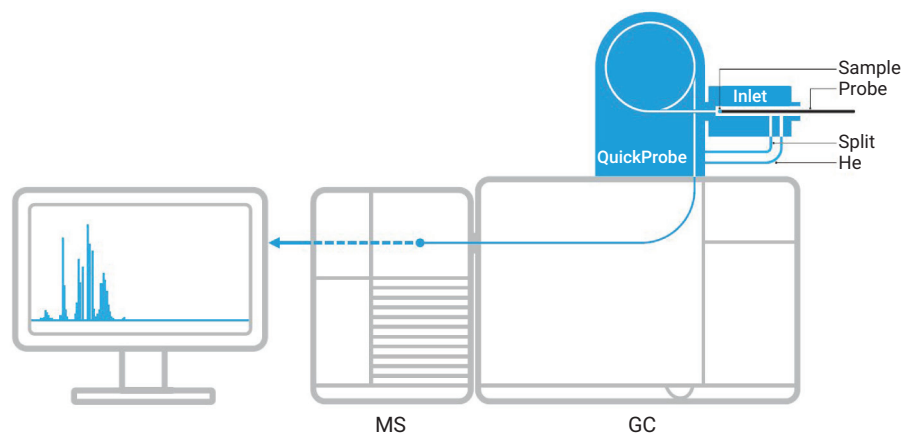 Sample
Probe
Inlet
Split
He
QuickProbe
MS
GC